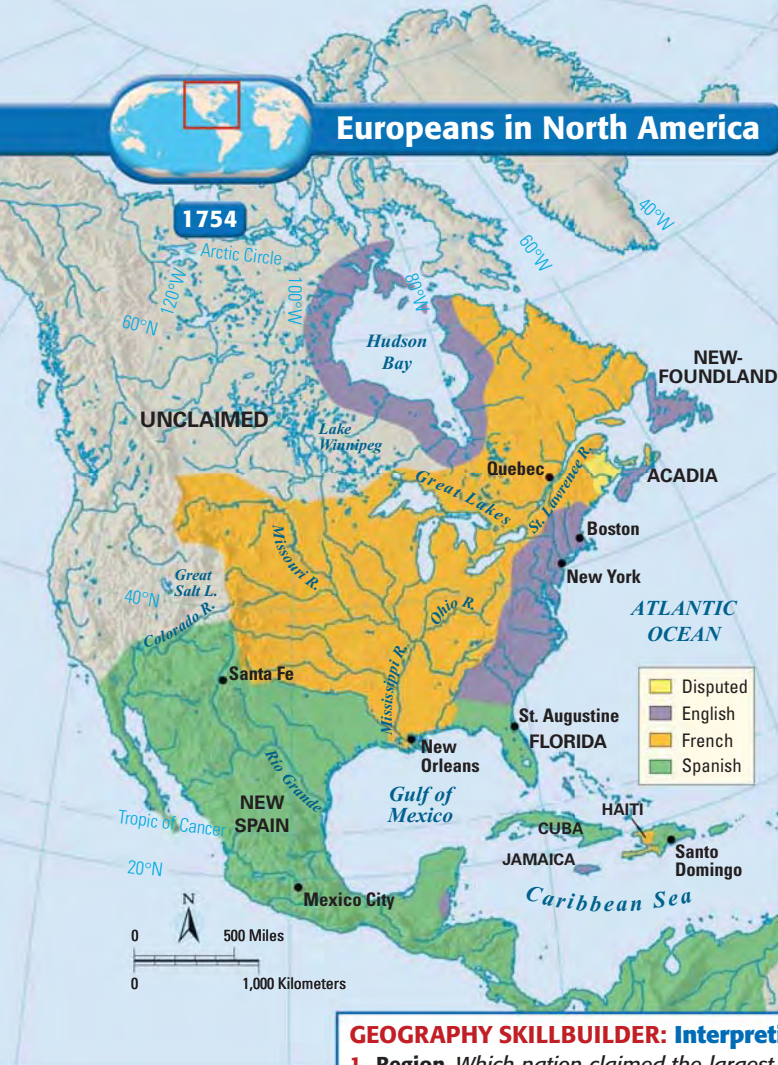 Europeans in North America
1754
Arctic Circle
40°W
60°W
80°W
100°W
120°W
60°N
Hudson
Bay
NEW-
FOUNDLAND
UNCLAIMED
Lake
Winnipeg
Quebec
St. Lawrence R.
ACADIA
Great Lakes
Boston
Missouri R.
New York
Great
Salt L.
40°N
Colorado R.
Ohio R.
ATLANTIC
OCEAN
Mississippi R.
Santa Fe
Disputed
English
French
Spanish
St. Augustine
FLORIDA
New
Orleans
Rio Grande
Gulf of
Mexico
NEW
SPAIN
Tropic of Cancer
HAITI
CUBA
JAMAICA
Santo
Domingo
20°N
Mexico City
Caribbean Sea
N
0 500 Miles
0 1,000 Kilometers
GEOGRAPHY SKILLBUILDER: Interpreti
1. Region Which nation claimed the largest